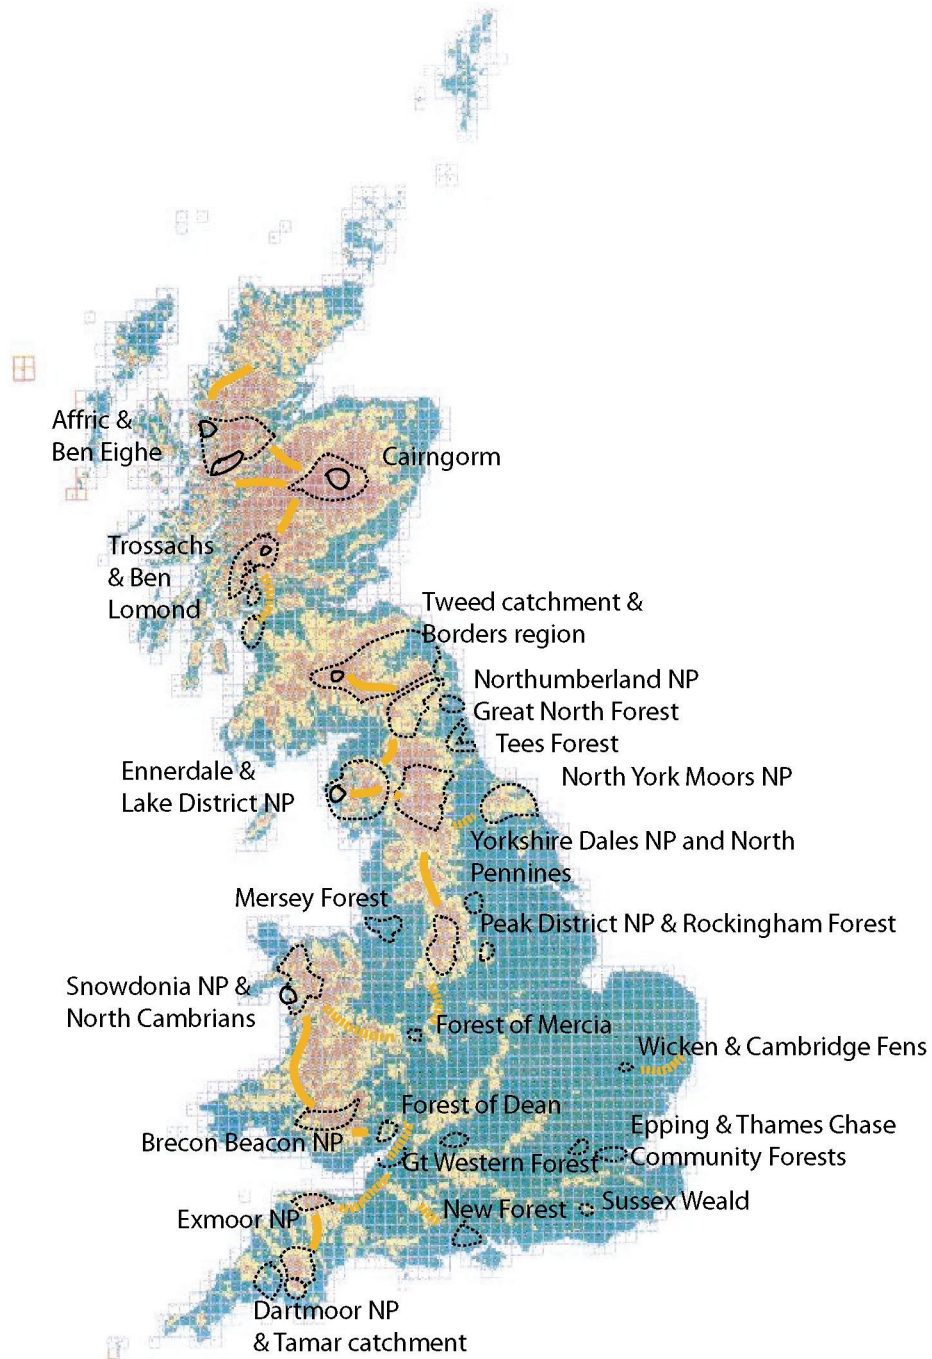 Affric &
Ben Eighe
Cairngorm
Trossachs
& Ben
Lomond
Tweed catchment &
Borders region
Northumberland NP
Great North Forest
Tees Forest
Ennerdale &
Lake District NP
North York Moors NP
Yorkshire Dales NP and North
Pennines
Mersey Forest
Peak District NP & Rockingham Forest
Snowdonia NP &
North Cambrians
Forest of Mercia
Wicken & Cambridge Fens
Forest of Dean
Brecon Beacon NP
Epping & Thames Chase
Community Forests
Gt Western Forest
Exmoor NP
New Forest
Sussex Weald
Dartmoor NP
& Tamar catchment